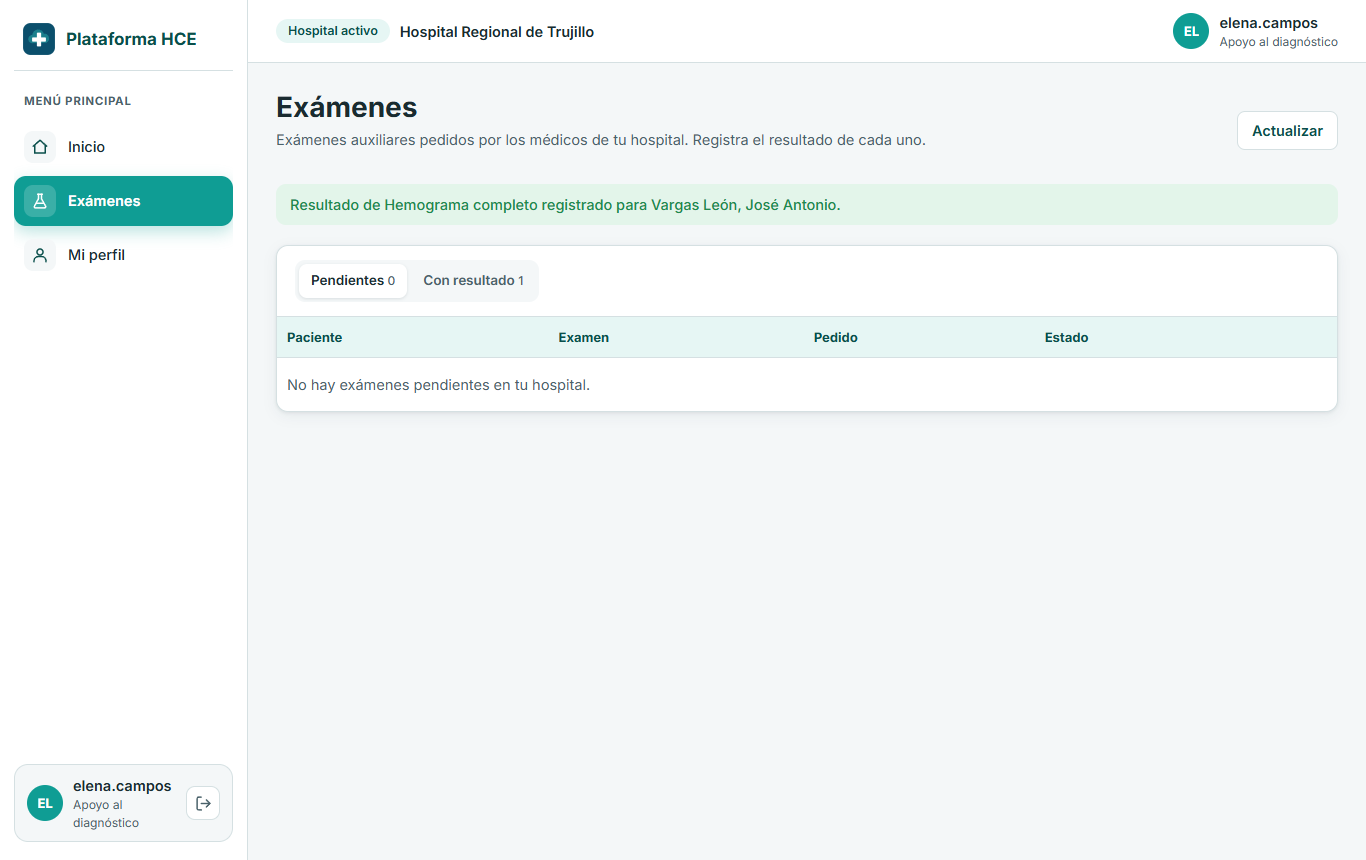 Plataforma HCE
MENÚ PRINCIPAL
Inicio
Exámenes
Mi perfil
EL
elena.campos
Apoyo al
diagnóstico
Hospital activo
Hospital Regional de Trujillo
EL
elena.campos
Apoyo al diagnóstico
Exámenes
Exámenes auxiliares pedidos por los médicos de tu hospital. Registra el resultado de cada uno.
Actualizar
Resultado de Hemograma completo registrado para Vargas León, José Antonio.
Pendientes 0
Con resultado 1
Paciente Examen Pedido Estado
No hay exámenes pendientes en tu hospital.